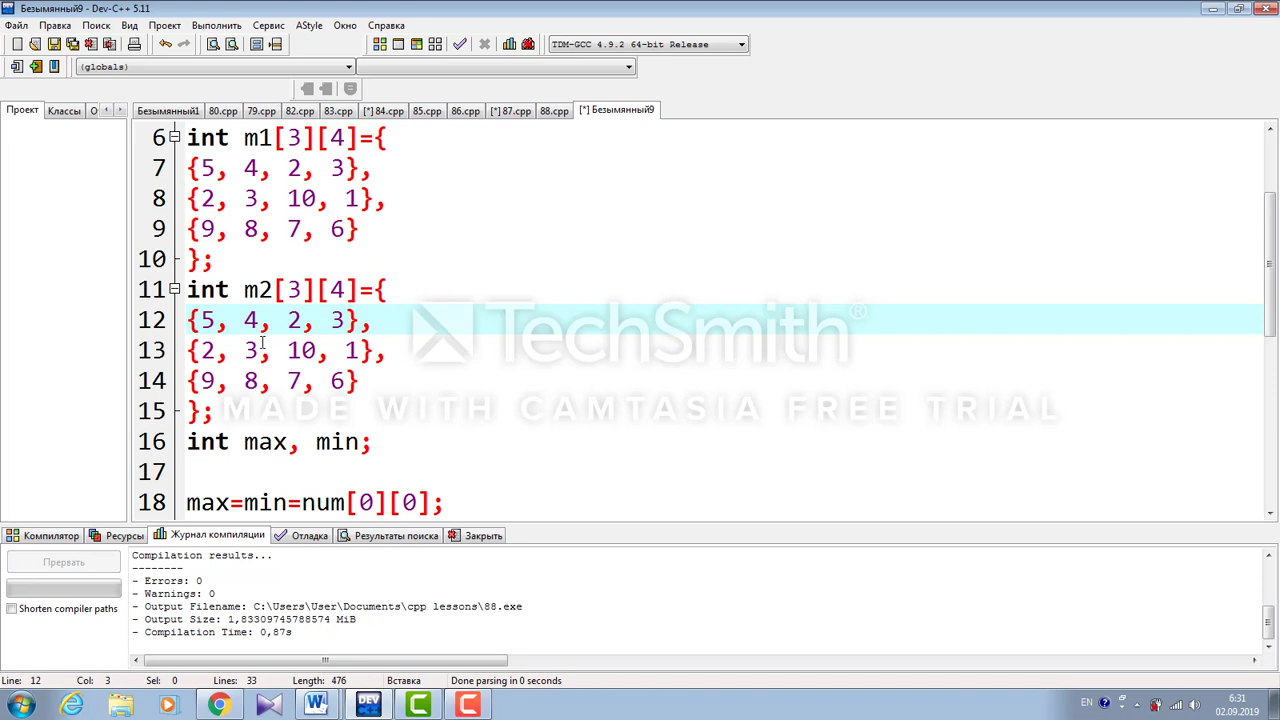 Безымянный9 - Dev-C++ 5.11
Файл Правка Поиск Вид Проект Выполнить Сервис AStyle Окно Справка
TDM-GCC 4.9.2 64-bit Release
(globals)
Проект Классы О
Безымянный1 80.cpp 79.cpp 82.cpp 83.cpp [*] 84.cpp 85.cpp 86.cpp [*] 87.cpp 88.cpp [*] Безымянный9
6 int m1[3][4]={
7 {5, 4, 2, 3},
8 {2, 3, 10, 1},
9 {9, 8, 7, 6}
10 };
11 int m2[3][4]={
12 {5, 4, 2, 3},
13 {2, 3, 10, 1},
14 {9, 8, 7, 6}
15 };
16 int max, min;
17
18 max=min=num[0][0];
TechSmith
MADE WITH CAMTASIA FREE TRIAL
Компилятор Ресурсы Журнал компиляции Отладка Результаты поиска Закрыть
Прервать
Shorten compiler paths
Compilation results...
--------
- Errors: 0
- Warnings: 0
- Output Filename: C:\Users\User\Documents\cpp lessons\88.exe
- Output Size: 1,83309745788574 MiB
- Compilation Time: 0,87s
Line: 12 Col: 3 Sel: 0 Lines: 33 Length: 476 Вставка Done parsing in 0 seconds
EN 6:31
02.09.2019